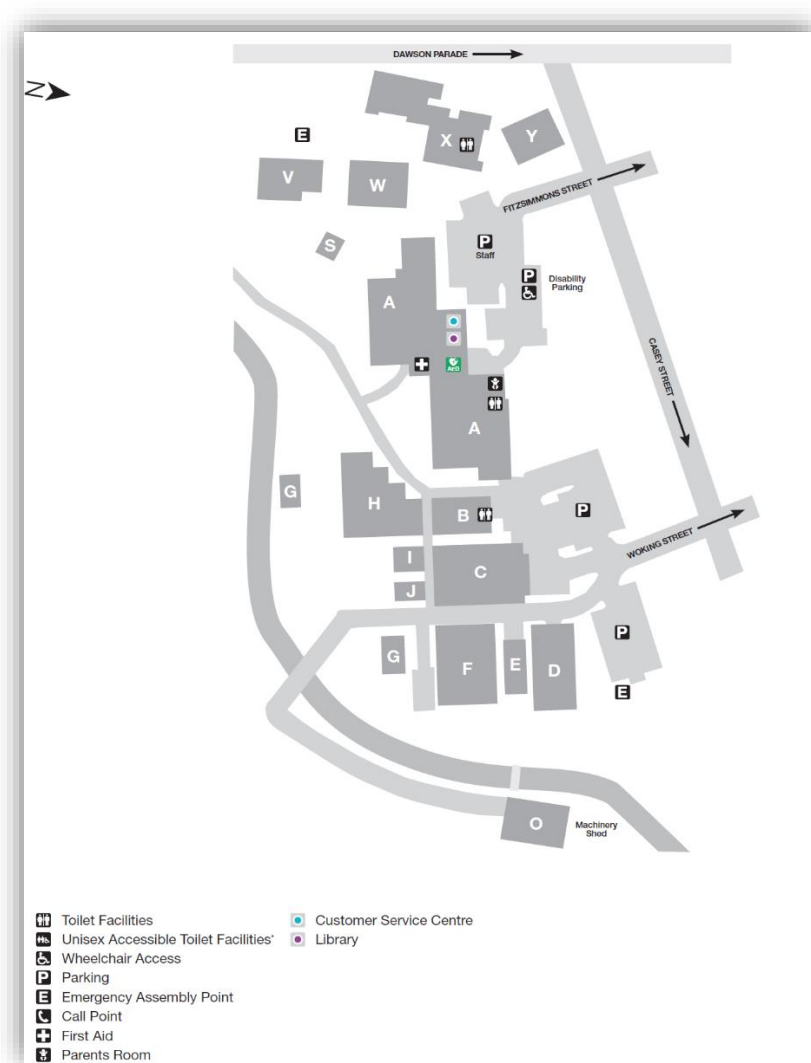 DAWSON PARADE
N
E
X
Y
V
W
FITZSIMMONS STREET
S
P
Staff
P
Disability
Parking
A
CASEY STREET
AED
A
G
H
B
P
WOKING STREET
I
C
J
P
G
F
E
D
E
O
Machinery
Shed
Toilet Facilities
Unisex Accessible Toilet Facilities*
Wheelchair Access
P Parking
E Emergency Assembly Point
Call Point
First Aid
Parents Room
Customer Service Centre
Library